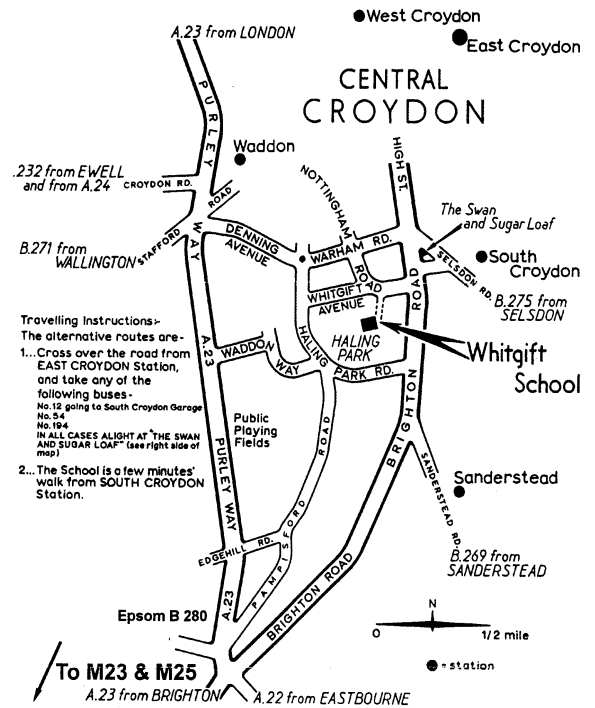 West Croydon
A.23 from LONDON
East Croydon
CENTRAL
CROYDON
PURLEY
WAY
Waddon
HIGH ST.
.232 from EWELL
and from A.24
CROYDON RD.
NOTTINGHAM
ROAD
STAFFORD
ROAD
The Swan
and Sugar Loaf
DENNING
AVENUE
WARHAM RD.
B.271 from
WALLINGTON
SELSDON RD.
South
Croydon
WHITGIFT
AVENUE
ROAD
B.275 from
SELSDON
HALING
PARK
Whitgift
School
Travelling Instructions:-
The alternative routes are-
1...Cross over the road from
EAST CROYDON Station,
and take any of the
following buses-
No.12 going to South Croydon Garage
No.54
No.194
IN ALL CASES ALIGHT AT "THE SWAN
AND SUGAR LOAF" (see right side of
map)
2...The School is a few minutes'
walk from SOUTH CROYDON
Station.
A.23
WADDON
WAY
HALING PARK RD.
BRIGHTON
Public
Playing
Fields
ROAD
PURLEY WAY
Sanderstead
SANDERSTEAD RD.
EDGEHILL RD.
PAMPISFORD
B.269 from
SANDERSTEAD
A.23
BRIGHTON ROAD
Epsom B 280
N
0 1/2 mile
To M23 & M25
=station
A.23 from BRIGHTON
A.22 from EASTBOURNE